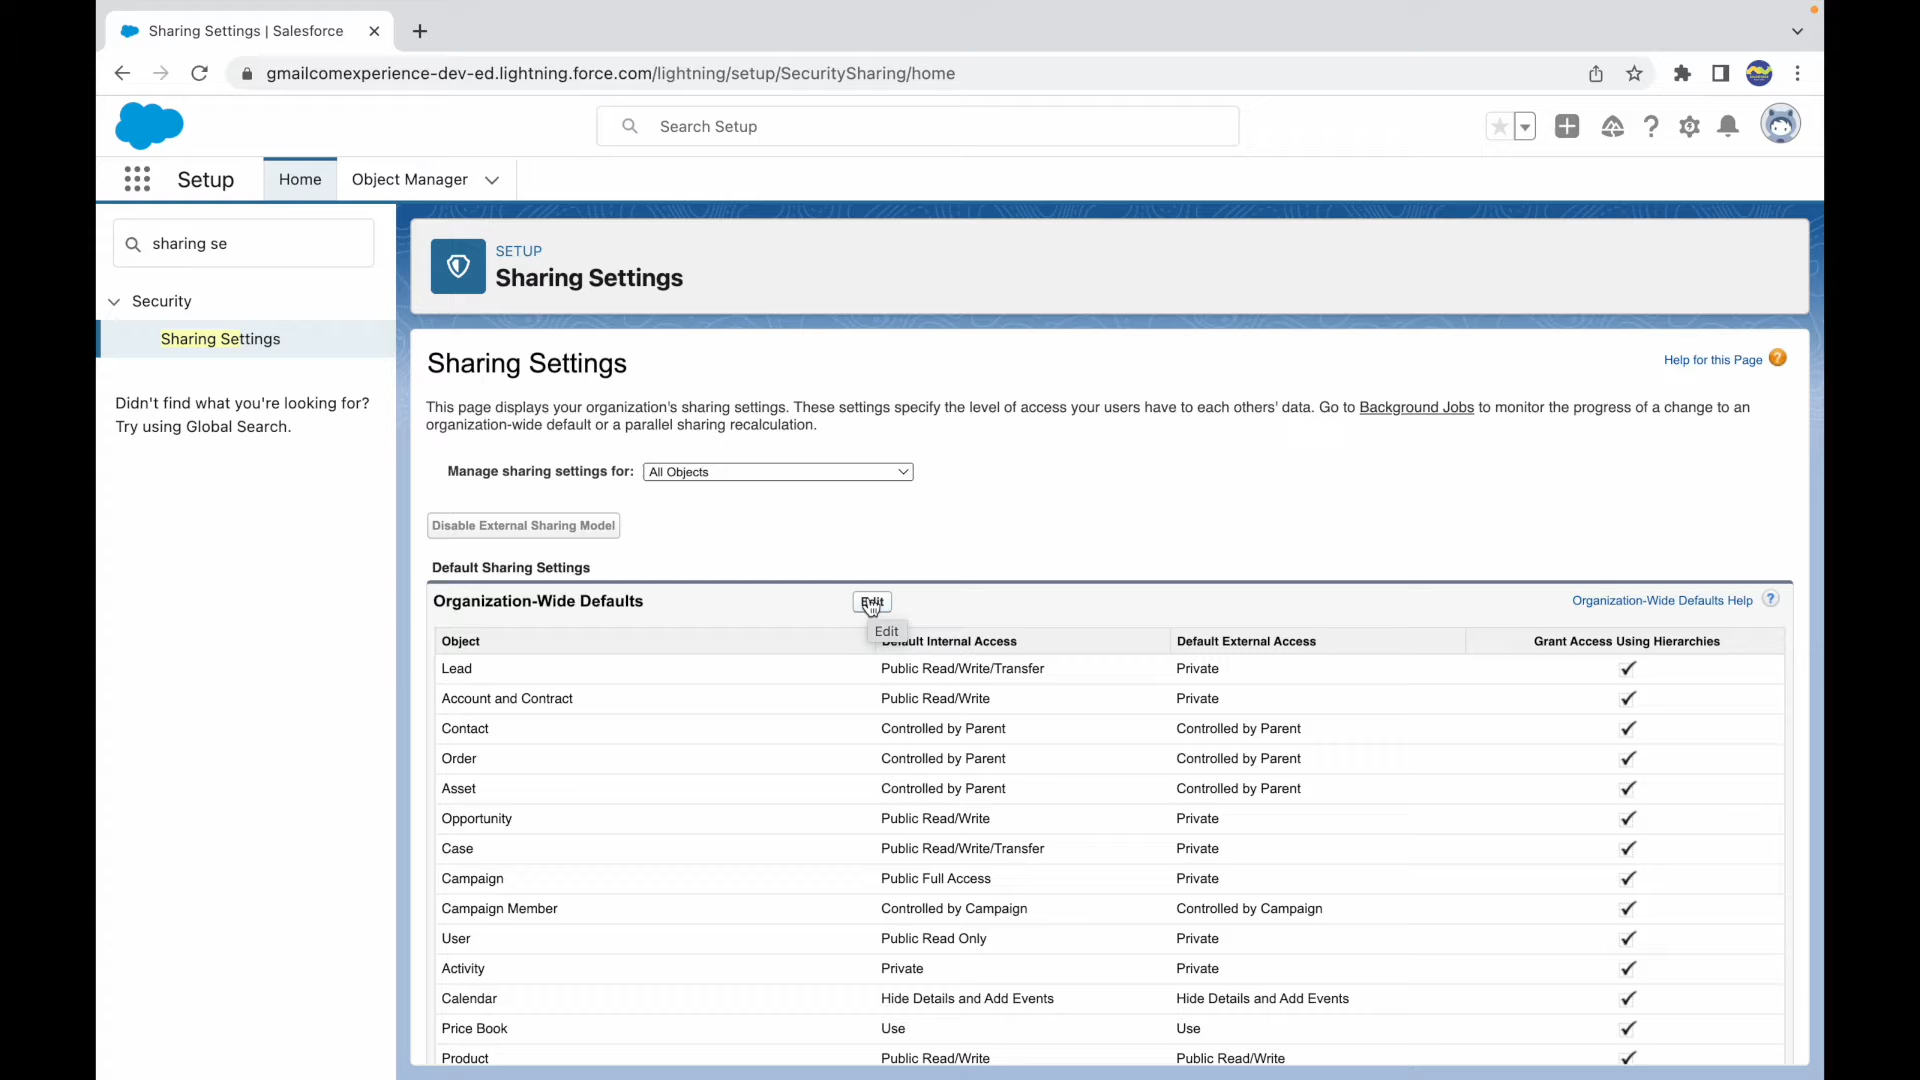 Sharing Settings | Salesforce
gmailcomexperience-dev-ed.lightning.force.com/lightning/setup/SecuritySharing/home
Search Setup
Setup
Home
Object Manager
sharing se
Security
Sharing Settings
Didn't find what you're looking for?
Try using Global Search.
SETUP
Sharing Settings
Sharing Settings
Help for this Page
This page displays your organization's sharing settings. These settings specify the level of access your users have to each others' data. Go to Background Jobs to monitor the progress of a change to an
organization-wide default or a parallel sharing recalculation.
Manage sharing settings for: All Objects
Disable External Sharing Model
Default Sharing Settings
Organization-Wide Defaults Edit Organization-Wide Defaults Help ?
Edit
Object Default Internal Access Default External Access Grant Access Using Hierarchies
Lead Public Read/Write/Transfer Private
Account and Contract Public Read/Write Private
Contact Controlled by Parent Controlled by Parent
Order Controlled by Parent Controlled by Parent
Asset Controlled by Parent Controlled by Parent
Opportunity Public Read/Write Private
Case Public Read/Write/Transfer Private
Campaign Public Full Access Private
Campaign Member Controlled by Campaign Controlled by Campaign
User Public Read Only Private
Activity Private Private
Calendar Hide Details and Add Events Hide Details and Add Events
Price Book Use Use
Product Public Read/Write Public Read/Write